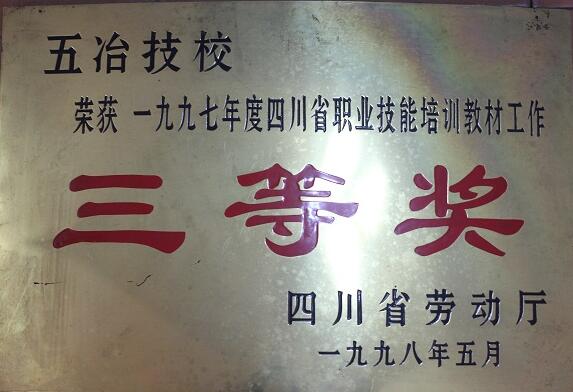 五冶技校
荣获 一九九七年度四川省职业技能培训教材工作
三等奖
四川省劳动厅
一九九八年五月